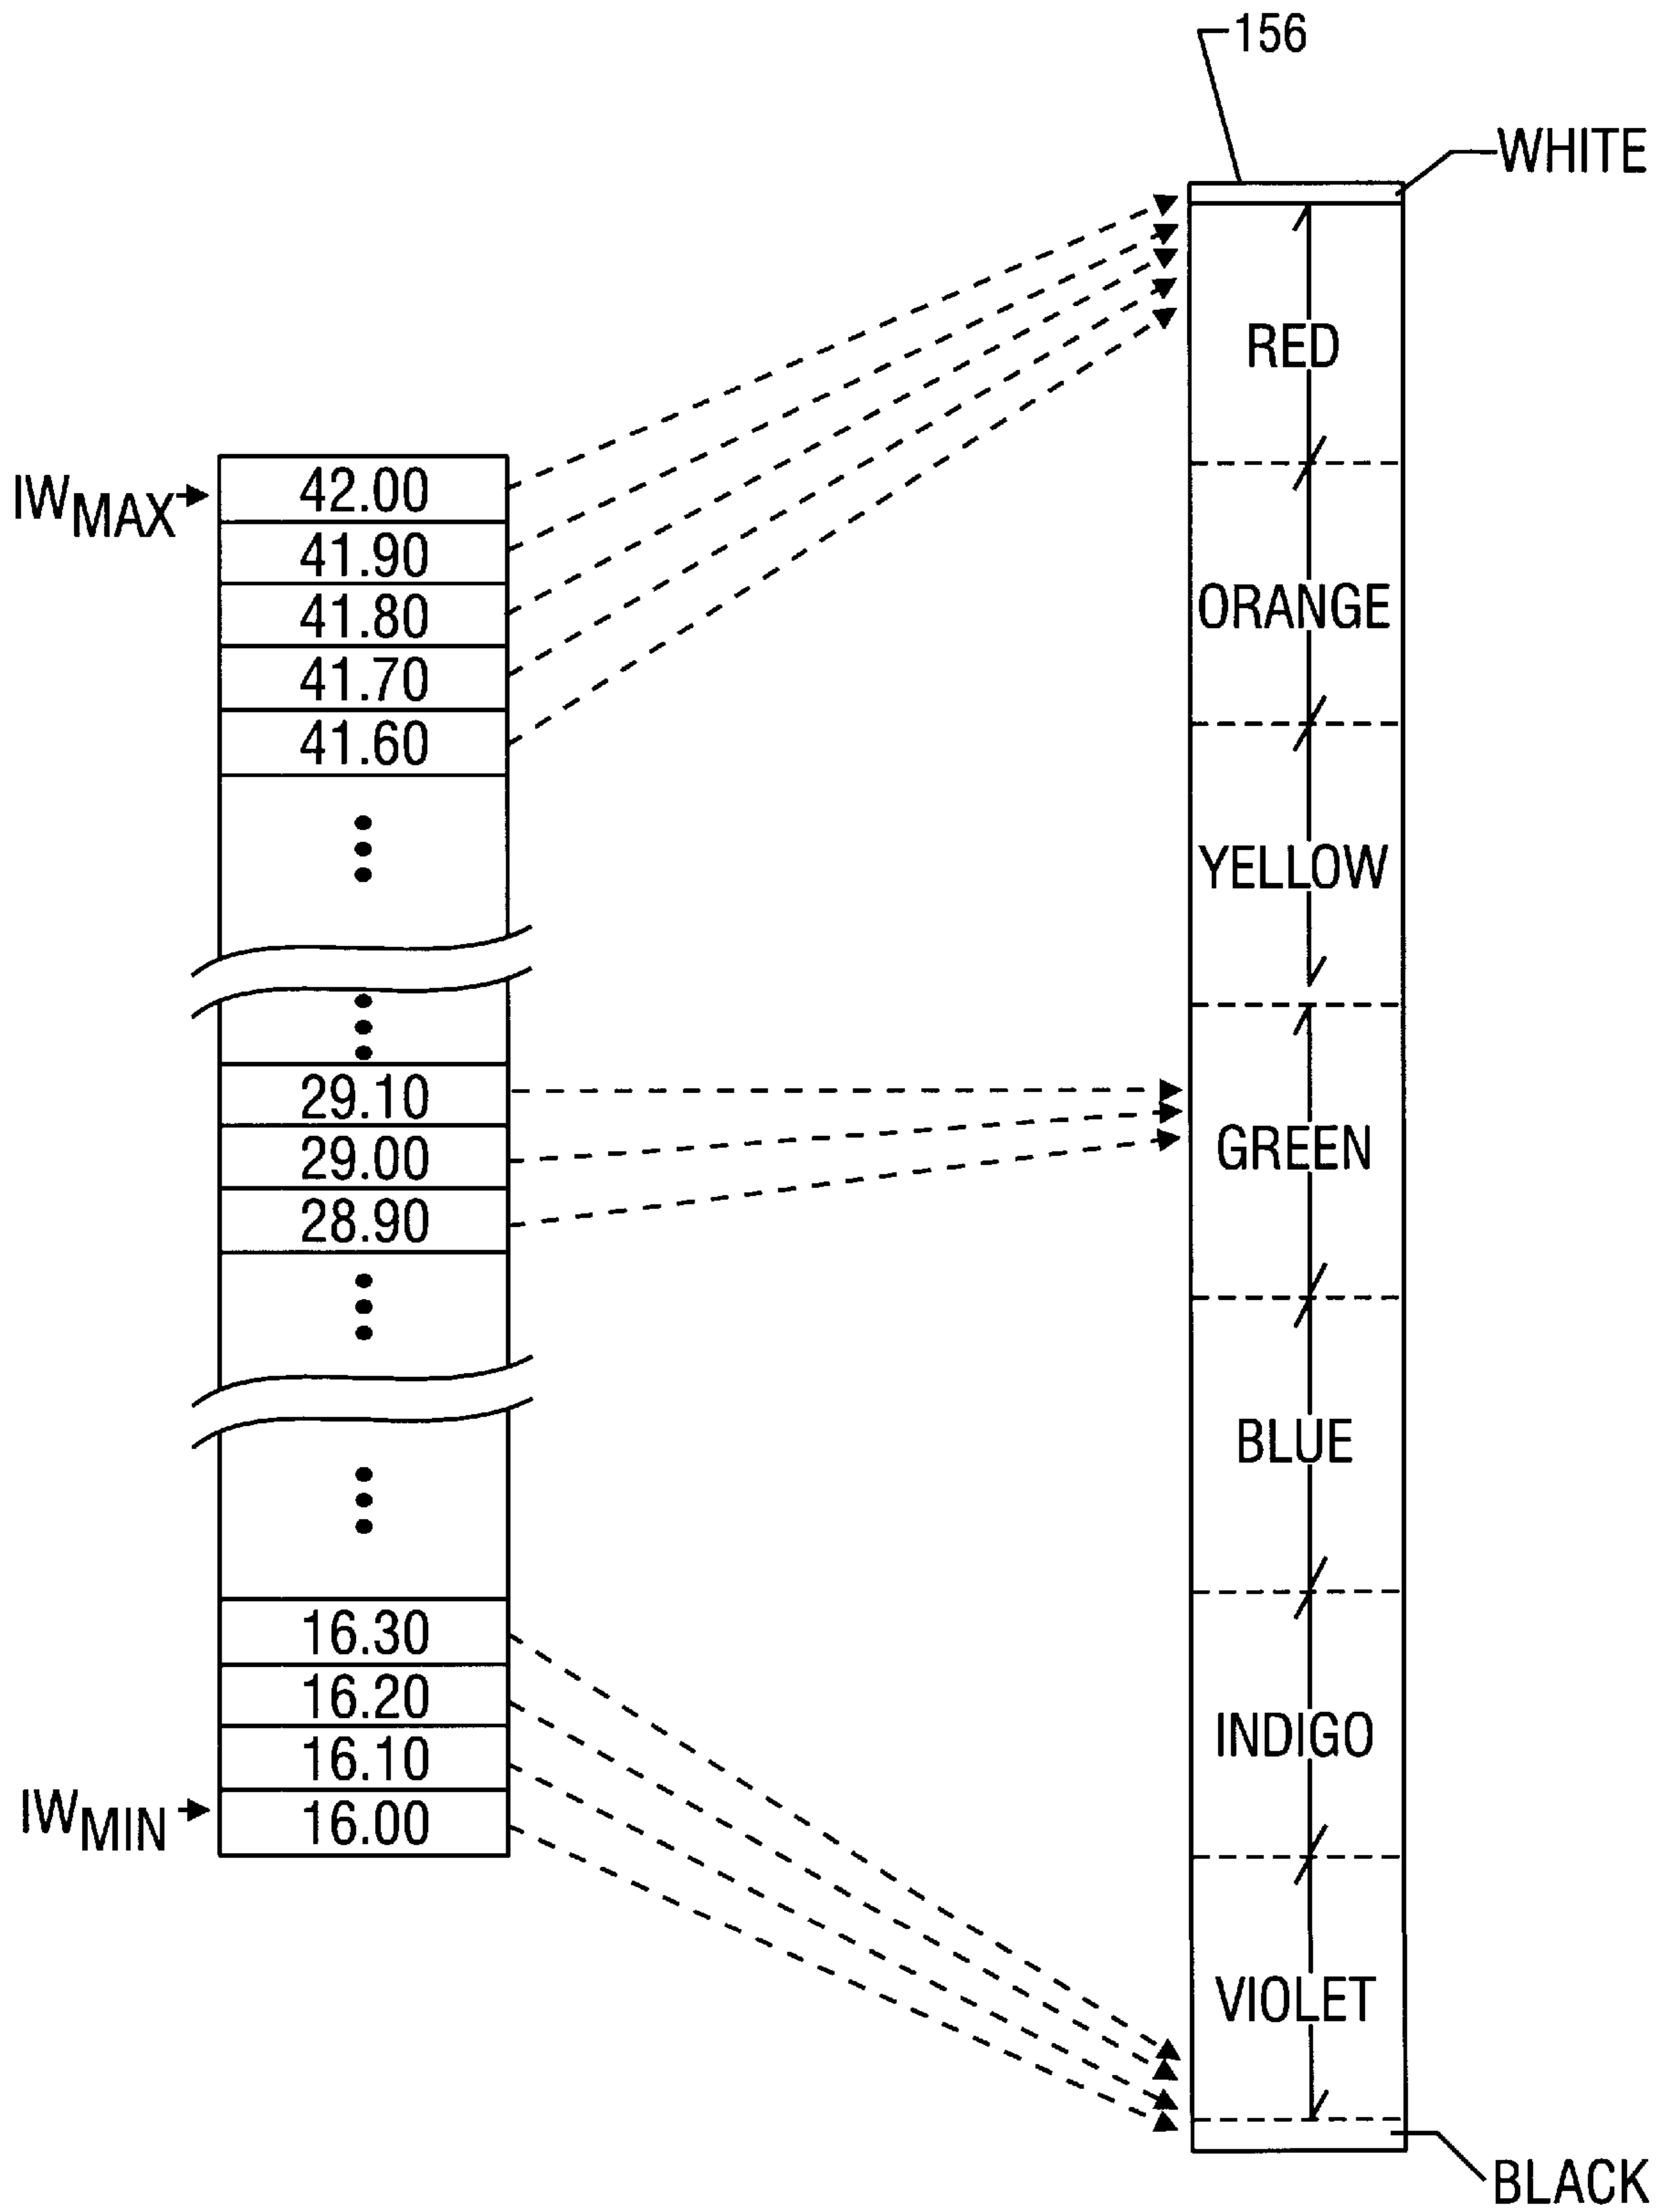 156
WHITE
RED
IWMAX
42.00
41.90
41.80
41.70
41.60
ORANGE
YELLOW
29.10
29.00
28.90
GREEN
BLUE
16.30
16.20
16.10
IWMIN
16.00
INDIGO
VIOLET
BLACK